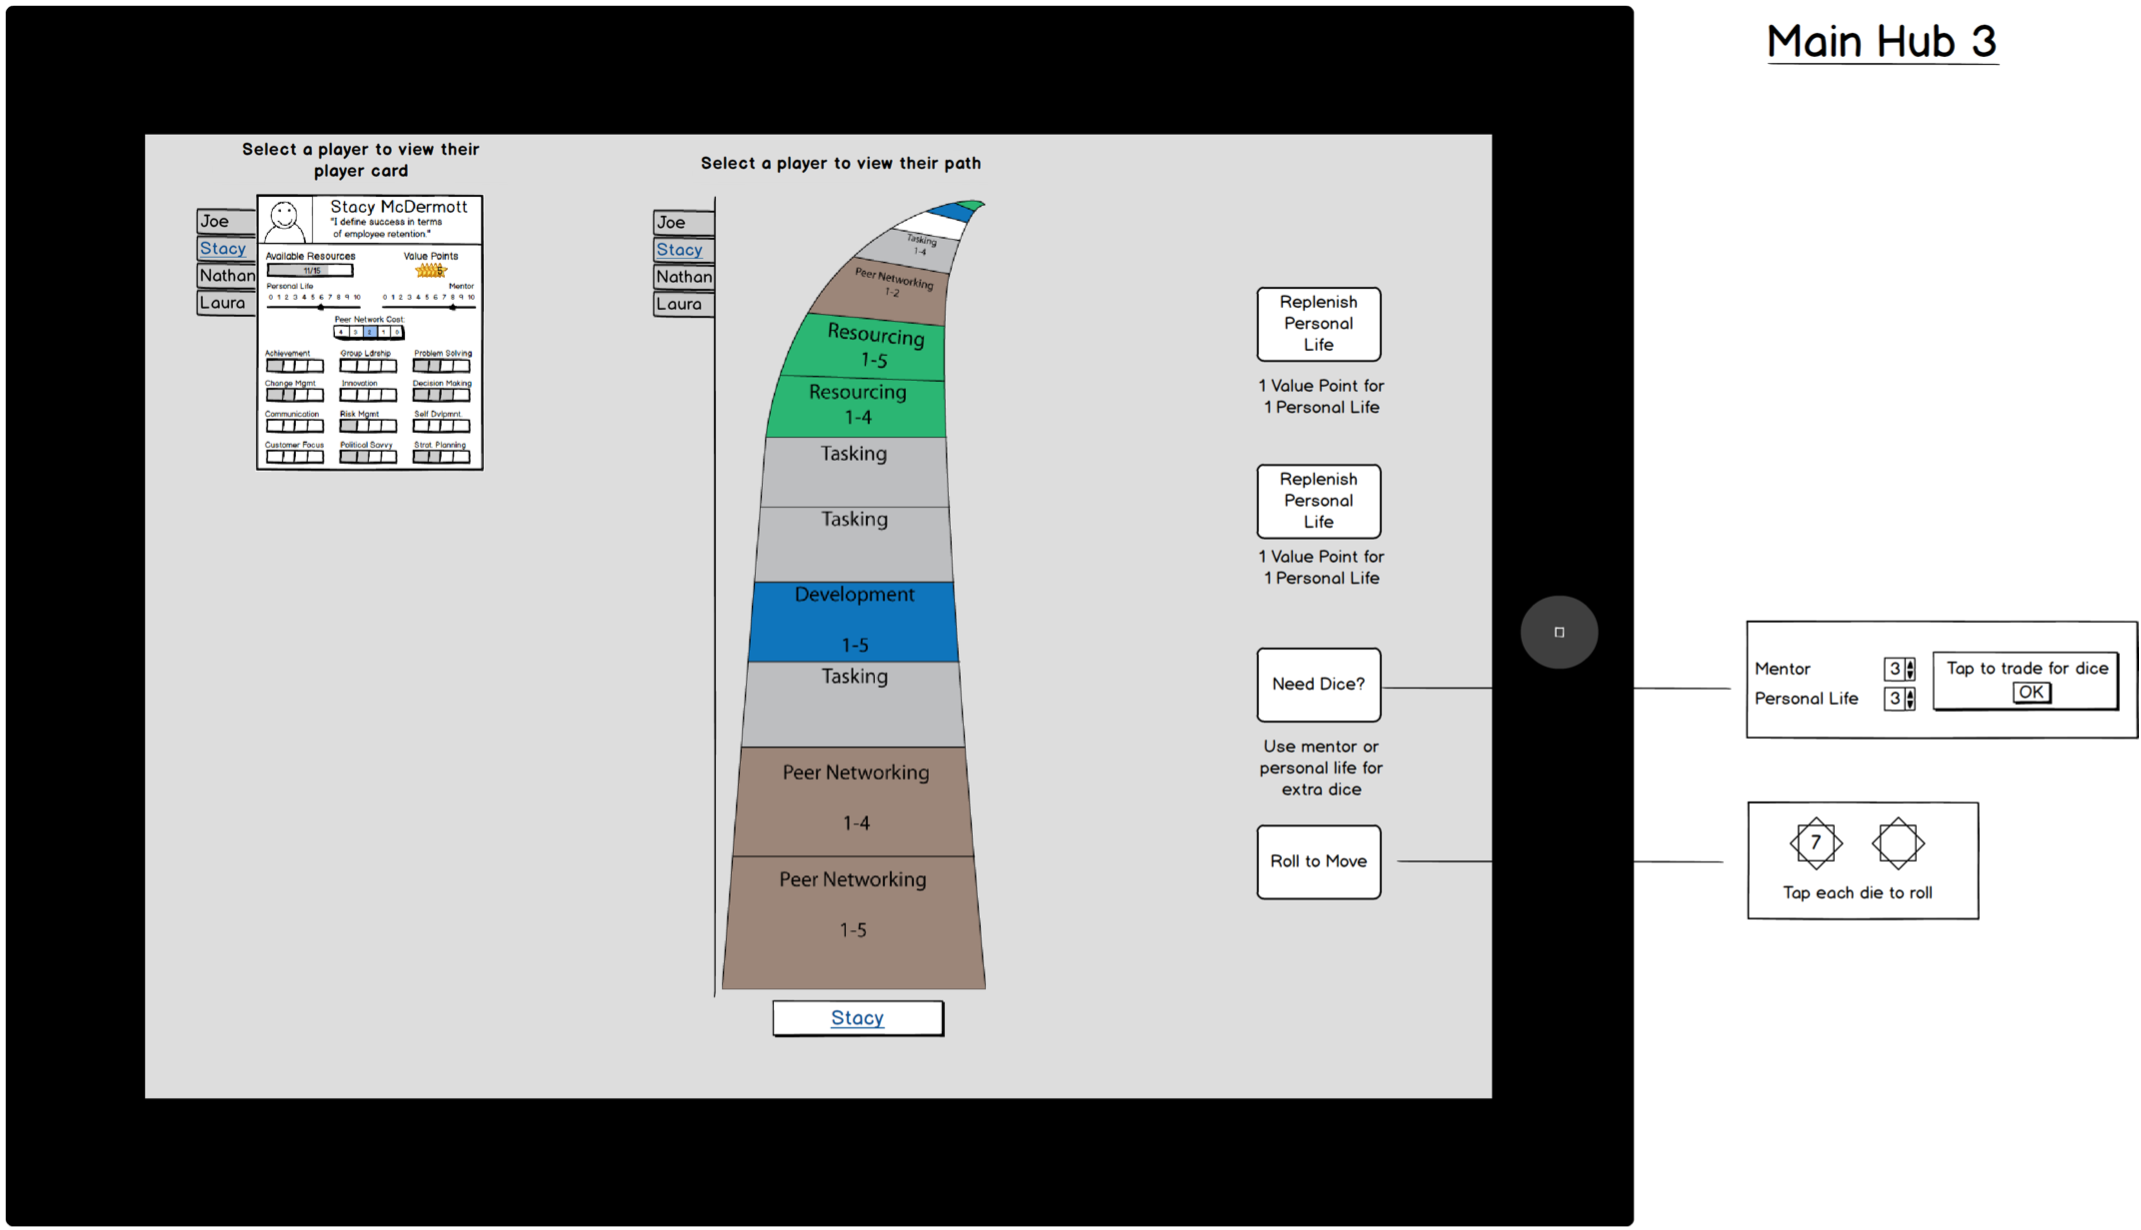 Main Hub 3
Select a player to view their
player card
Joe
Stacy
Nathan
Laura
Stacy McDermott
"I define success in terms
of employee retention."
Available Resources
11/15
Value Points
5
Personal Life
0 1 2 3 4 5 6 7 8 9 10
Mentor
0 1 2 3 4 5 6 7 8 9 10
Peer Network Cost:
4 3 2 1 0
Achievement
Group Ldrship
Problem Solving
Change Mgmt
Innovation
Decision Making
Communication
Risk Mgmt
Self Dvlpmnt
Customer Focus
Political Savvy
Strat. Planning
Select a player to view their path
Joe
Stacy
Nathan
Laura
Tasking
1-4
Peer Networking
1-2
Resourcing
1-5
Resourcing
1-4
Tasking
Tasking
Development
1-5
Tasking
Peer Networking
1-4
Peer Networking
1-5
Stacy
Replenish
Personal
Life
1 Value Point for
1 Personal Life
Replenish
Personal
Life
1 Value Point for
1 Personal Life
Need Dice?
Use mentor or
personal life for
extra dice
Roll to Move
Mentor
3
Personal Life
3
Tap to trade for dice
OK
7
Tap each die to roll